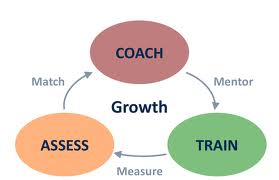 COACH
Match
Mentor
Growth
ASSESS
TRAIN
Measure